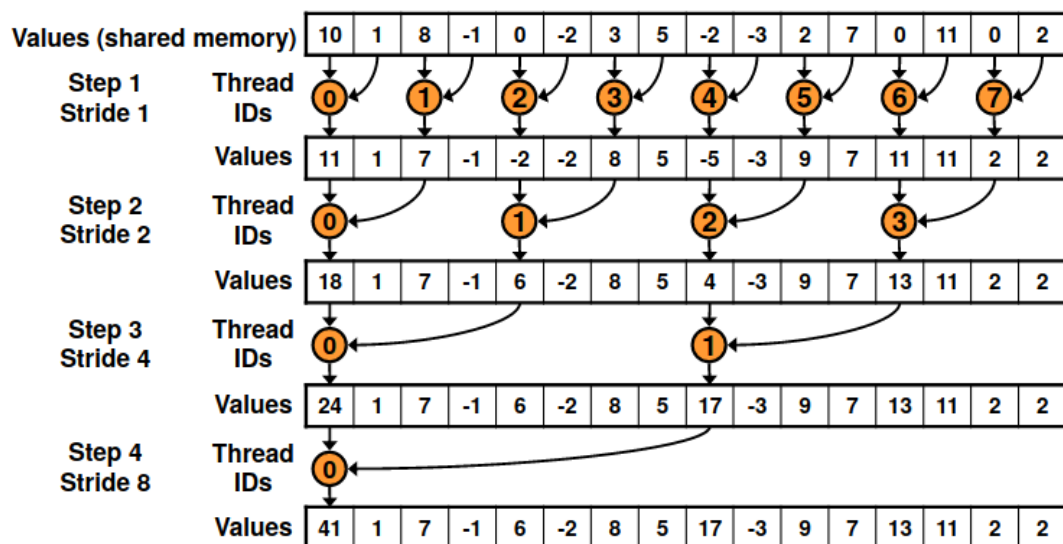 Values (shared memory) 10 1 8 -1 0 -2 3 5 -2 -3 2 7 0 11 0 2
Step 1 Thread 0 1 2 3 4 5 6 7
Stride 1 IDs
Values 11 1 7 -1 -2 -2 8 5 -5 -3 9 7 11 11 2 2
Step 2 Thread 0 1 2 3
Stride 2 IDs
Values 18 1 7 -1 6 -2 8 5 4 -3 9 7 13 11 2 2
Step 3 Thread 0 1
Stride 4 IDs
Values 24 1 7 -1 6 -2 8 5 17 -3 9 7 13 11 2 2
Step 4 Thread 0
Stride 8 IDs
Values 41 1 7 -1 6 -2 8 5 17 -3 9 7 13 11 2 2